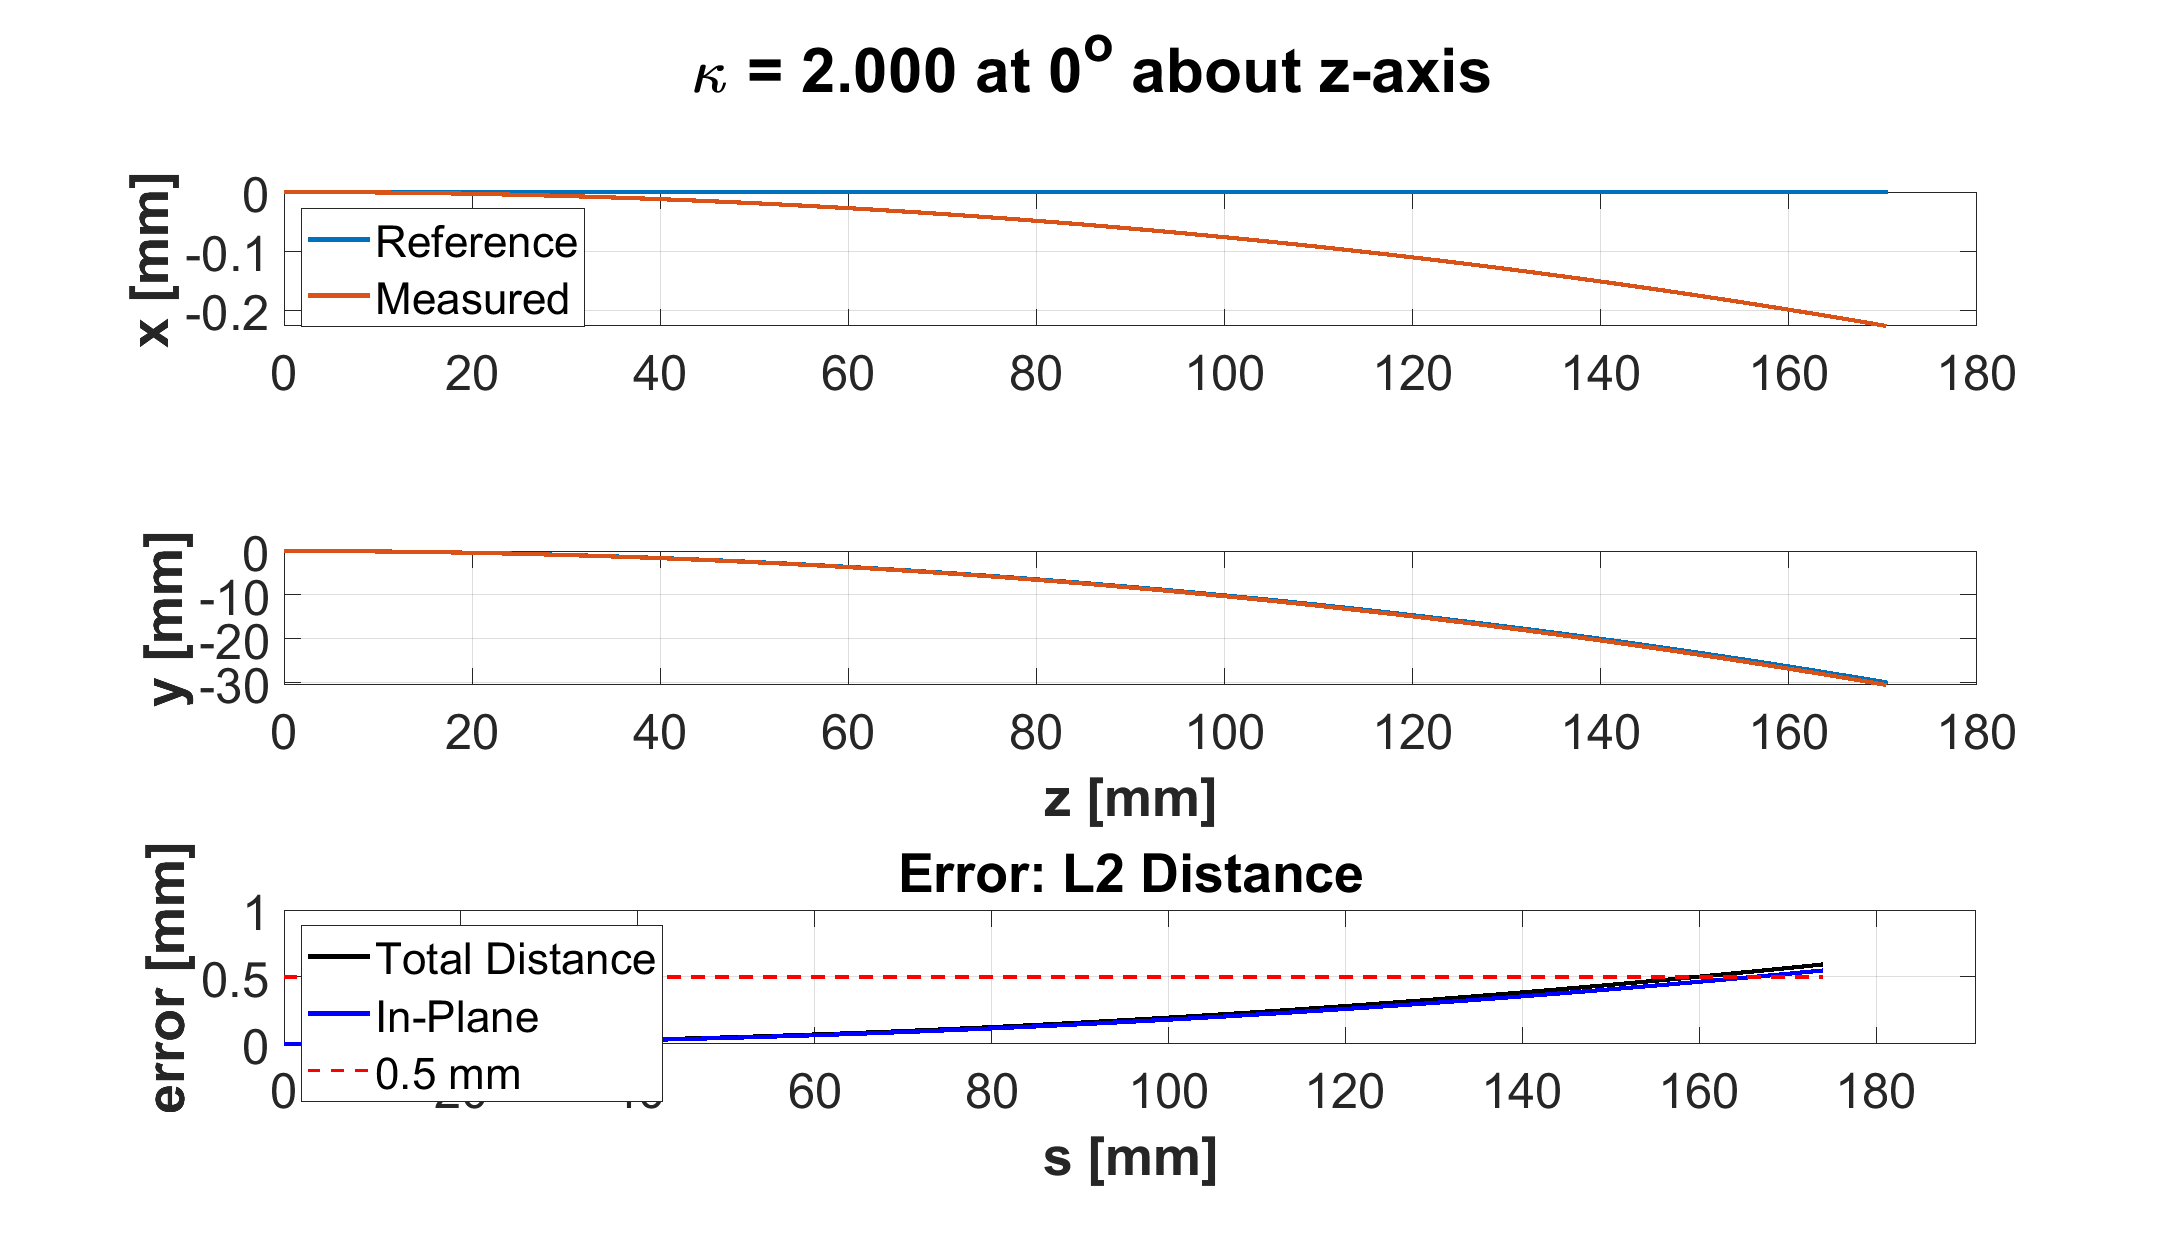 κ = 2.000 at 0° about z-axis
x [mm]
0
-0.1
-0.2
Reference
Measured
0 20 40 60 80 100 120 140 160 180
y [mm]
0
-10
-20
-30
0 20 40 60 80 100 120 140 160 180
z [mm]
Error: L2 Distance
error [mm]
1
0.5
0
Total Distance
In-Plane
0.5 mm
0 20 40 60 80 100 120 140 160 180
s [mm]